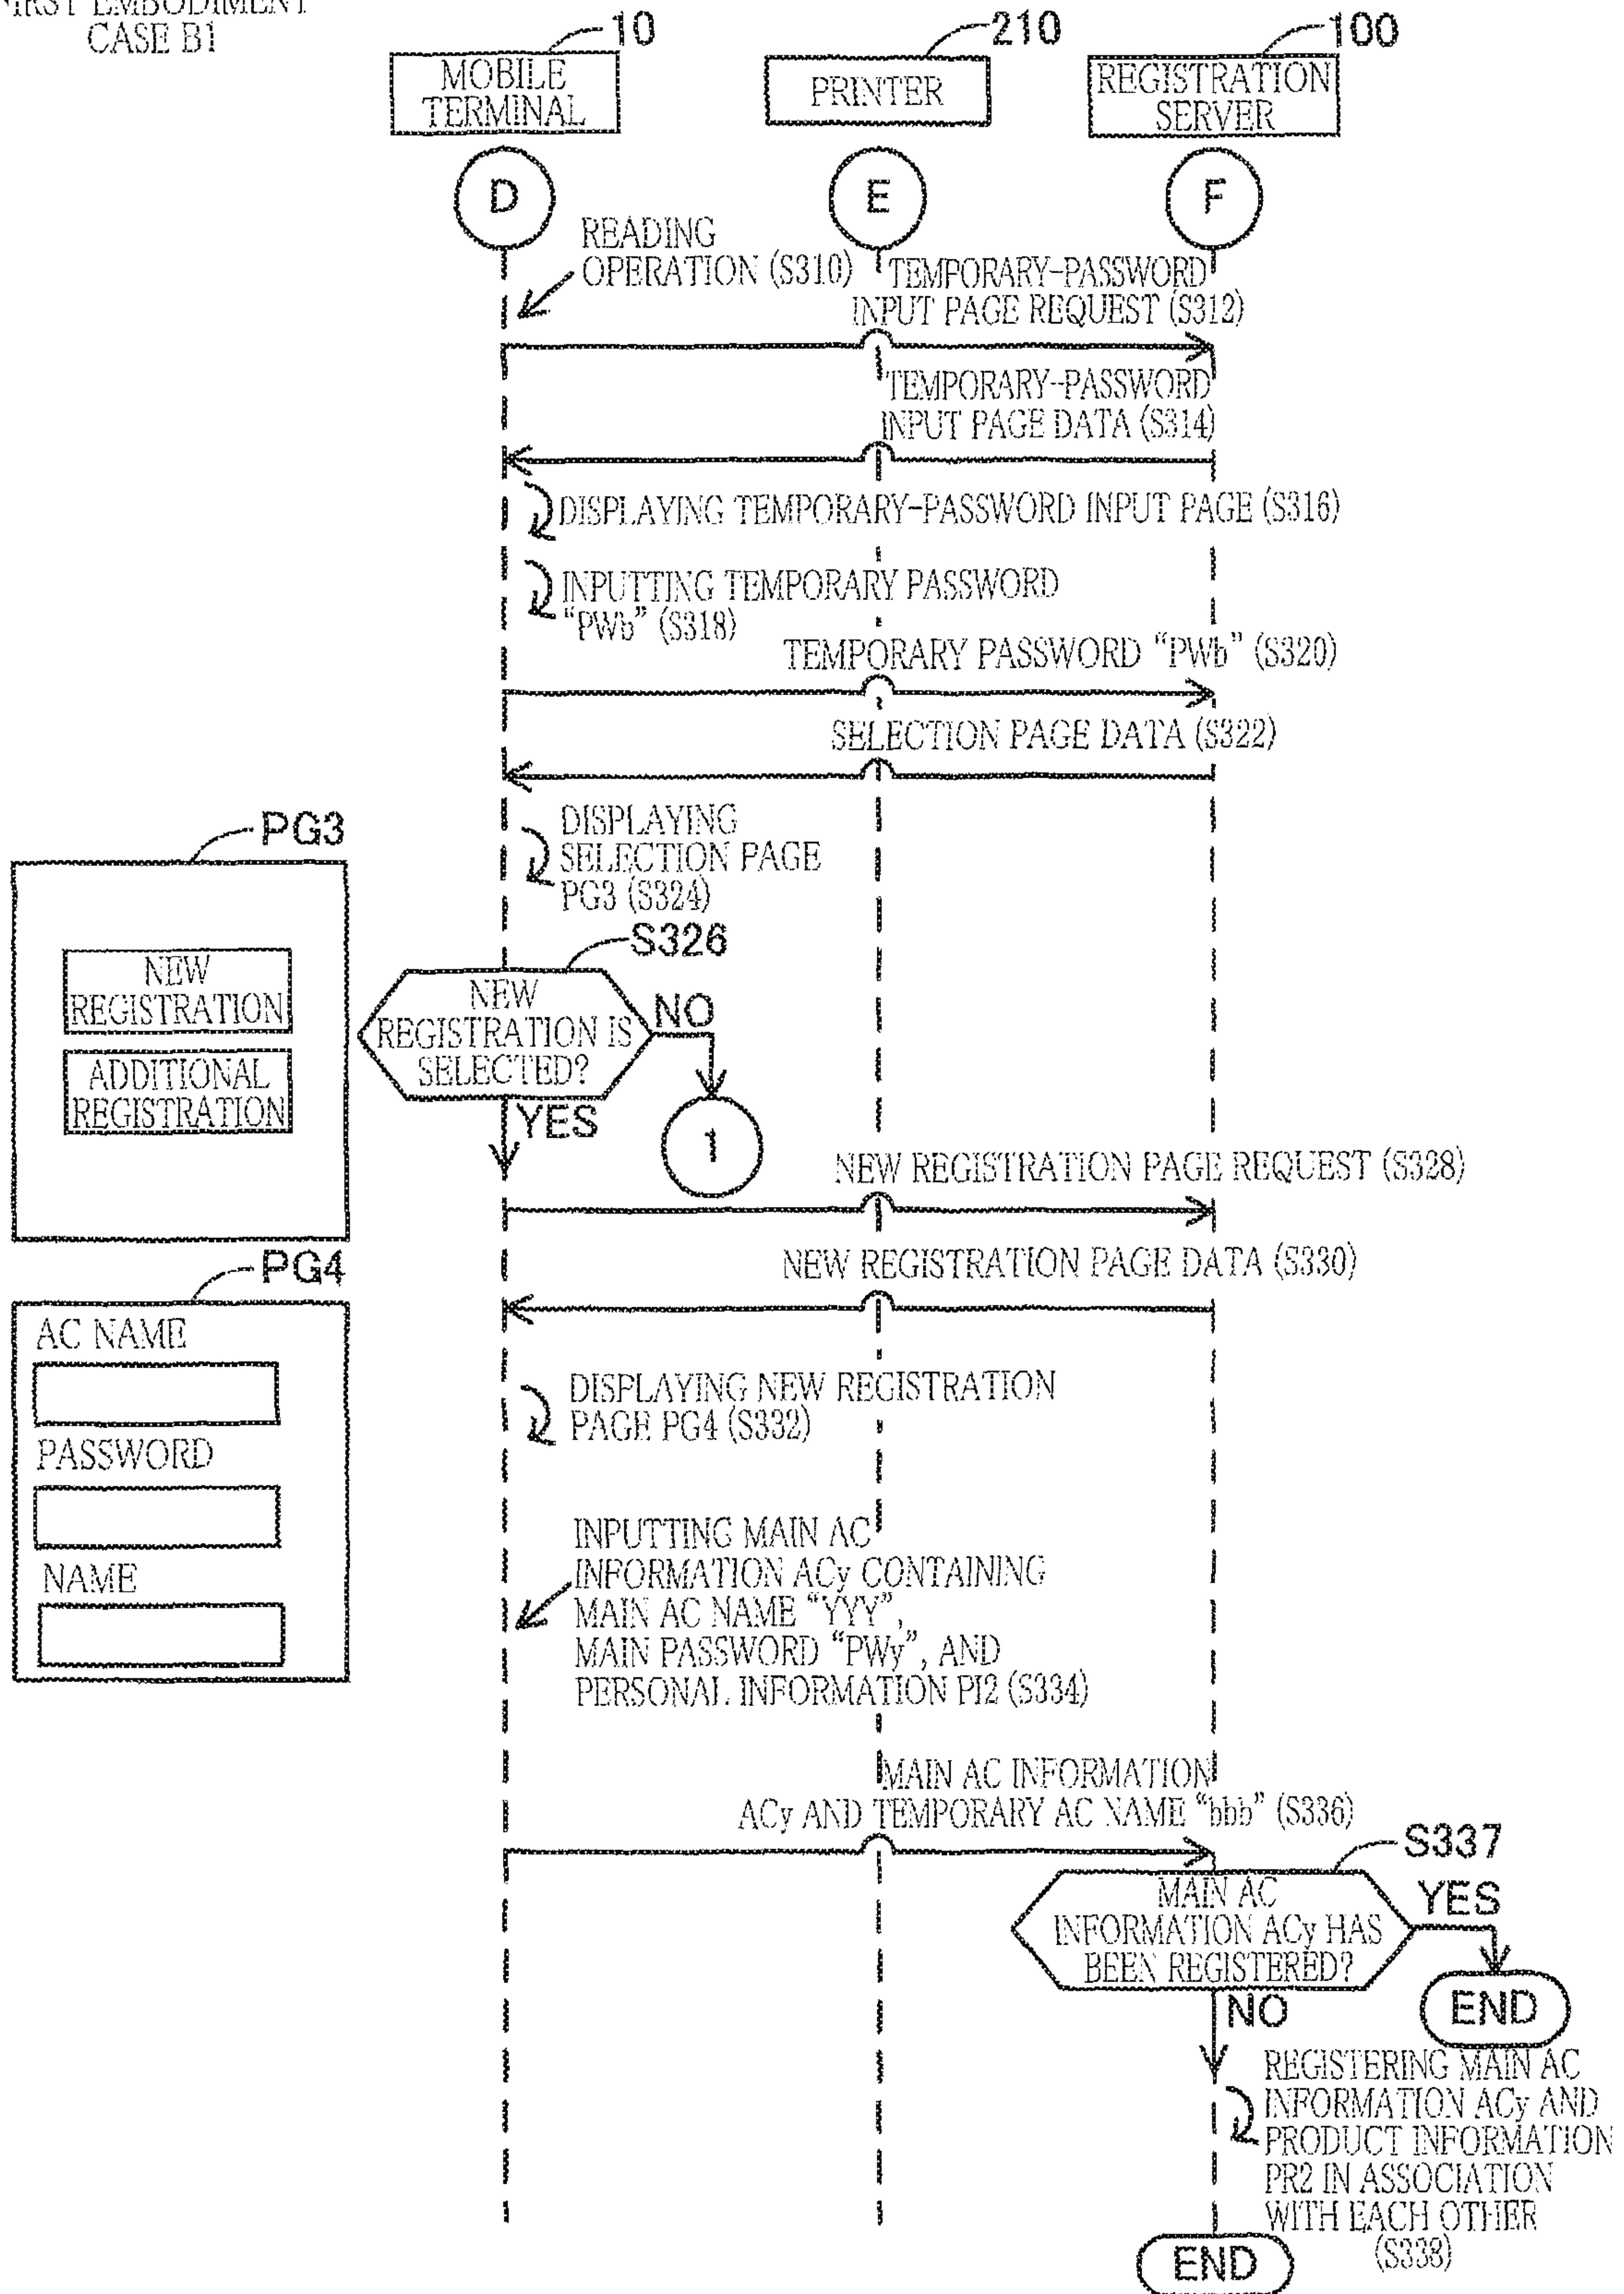 FIRST EMBODIMENT
CASE B1
10
MOBILE
TERMINAL
210
PRINTER
100
REGISTRATION
SERVER
D
E
F
READING
OPERATION (S310)
TEMPORARY-PASSWORD
INPUT PAGE REQUEST (S312)
TEMPORARY-PASSWORD
INPUT PAGE DATA (S314)
DISPLAYING TEMPORARY-PASSWORD INPUT PAGE (S316)
INPUTTING TEMPORARY PASSWORD
“PWb” (S318)
TEMPORARY PASSWORD “PWb” (S320)
SELECTION PAGE DATA (S322)
DISPLAYING
SELECTION PAGE
PG3 (S324)
PG3
NEW
REGISTRATION
ADDITIONAL
REGISTRATION
S326
NEW
REGISTRATION IS
SELECTED?
NO
1
YES
NEW REGISTRATION PAGE REQUEST (S328)
NEW REGISTRATION PAGE DATA (S330)
PG4
AC NAME
PASSWORD
NAME
DISPLAYING NEW REGISTRATION
PAGE PG4 (S332)
INPUTTING MAIN AC
INFORMATION ACy CONTAINING
MAIN AC NAME “YYY”,
MAIN PASSWORD “PWy”, AND
PERSONAL INFORMATION PI2 (S334)
MAIN AC INFORMATION
ACy AND TEMPORARY AC NAME “bbb” (S336)
S337
MAIN AC
INFORMATION ACy HAS
BEEN REGISTERED?
YES
END
NO
REGISTERING MAIN AC
INFORMATION ACy AND
PRODUCT INFORMATION
PR2 IN ASSOCIATION
WITH EACH OTHER
(S338)
END